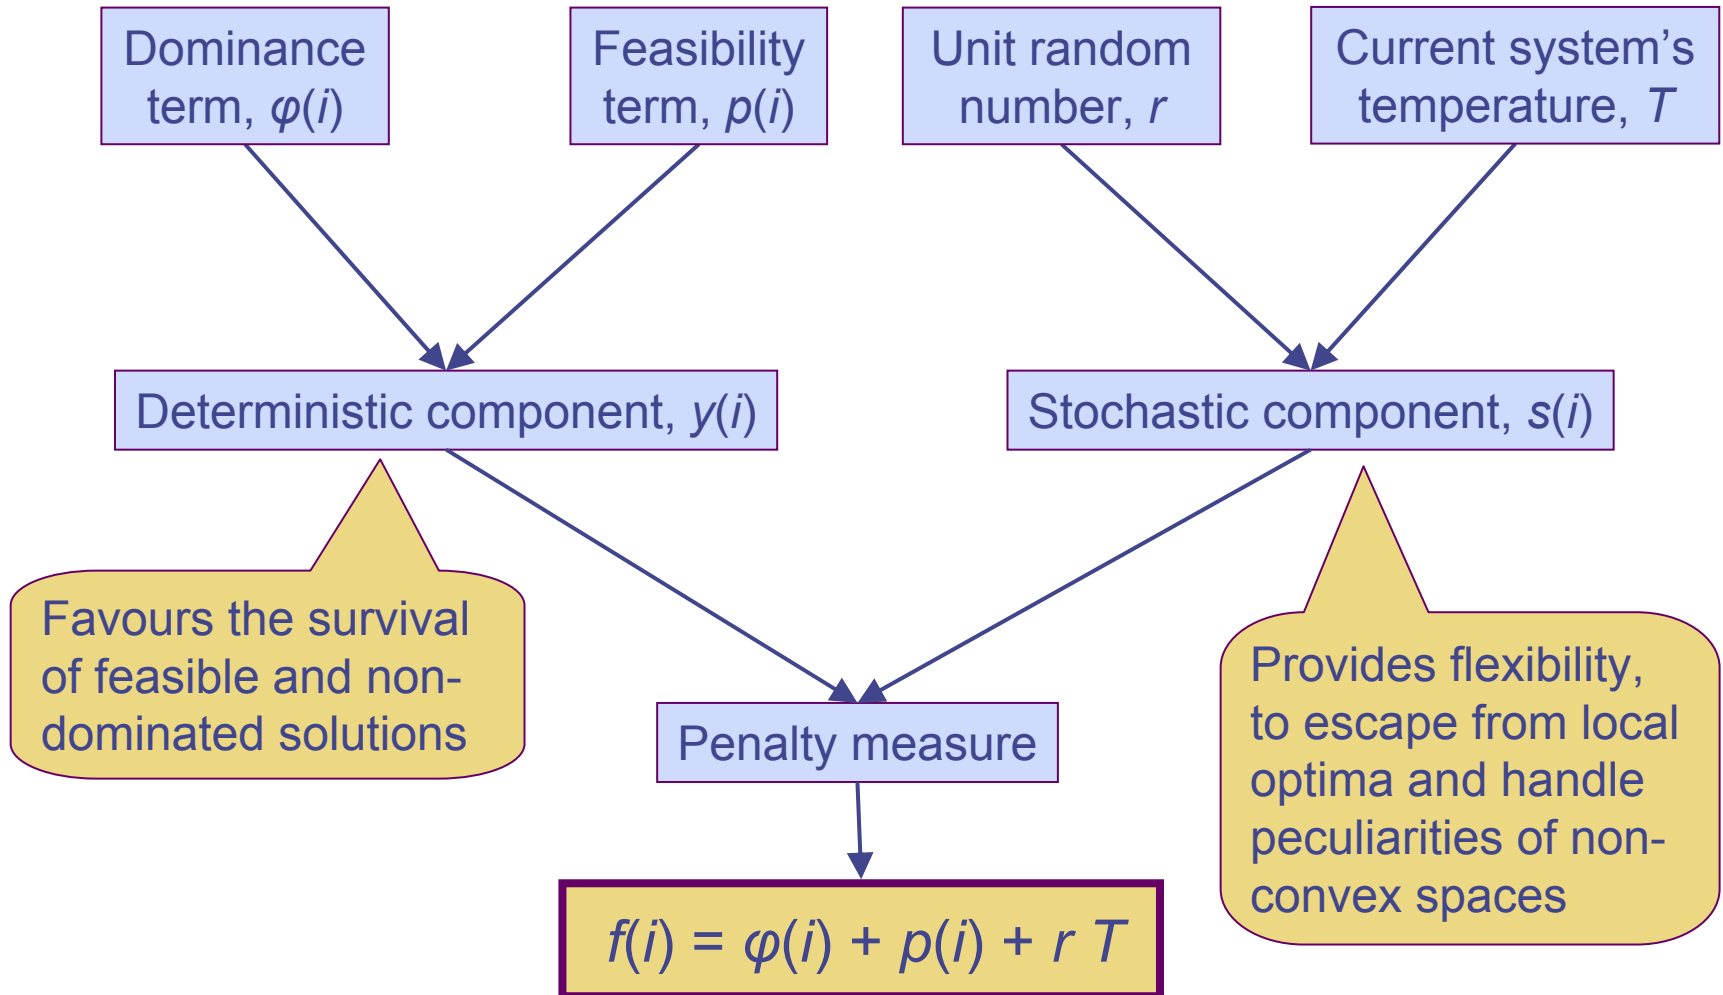 Dominance
term, φ(i)
Feasibility
term, p(i)
Unit random
number, r
Current system’s
temperature, T
Deterministic component, y(i)
Stochastic component, s(i)
Favours the survival
of feasible and non-
dominated solutions
Provides flexibility,
to escape from local
optima and handle
peculiarities of non-
convex spaces
Penalty measure
f(i) = φ(i) + p(i) + r T